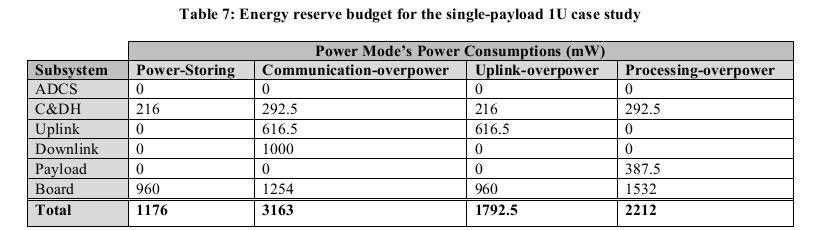 Table 7: Energy reserve budget for the single-payload 1U case study
Power Mode's Power Consumptions (mW)
Subsystem Power-Storing Communication-overpower Uplink-overpower Processing-overpower
ADCS 0 0 0 0
C&DH 216 292.5 216 292.5
Uplink 0 616.5 616.5 0
Downlink 0 1000 0 0
Payload 0 0 0 387.5
Board 960 1254 960 1532
Total 1176 3163 1792.5 2212